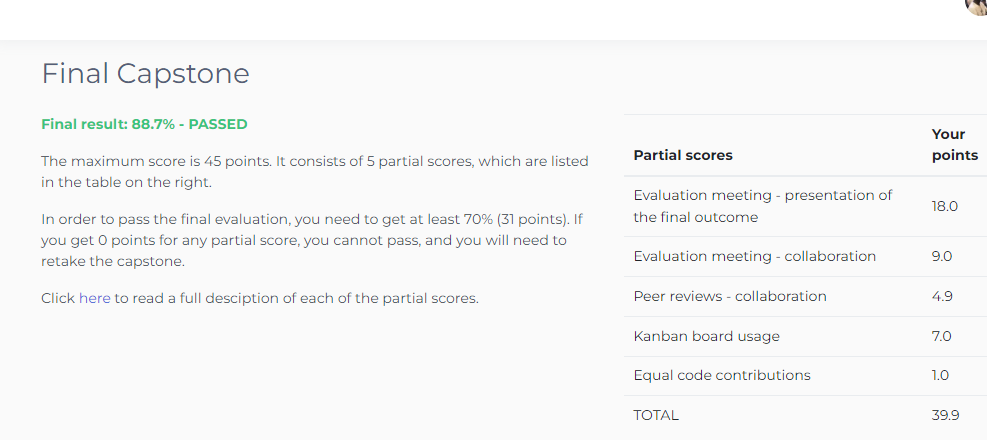 Final Capstone
Final result: 88.7% - PASSED
The maximum score is 45 points. It consists of 5 partial scores, which are listed
in the table on the right.
In order to pass the final evaluation, you need to get at least 70% (31 points). If
you get 0 points for any partial score, you cannot pass, and you will need to
retake the capstone.
Click here to read a full desciption of each of the partial scores.
Partial scores
Your
points
Evaluation meeting - presentation of
the final outcome
18.0
Evaluation meeting - collaboration
9.0
Peer reviews - collaboration
4.9
Kanban board usage
7.0
Equal code contributions
1.0
TOTAL
39.9